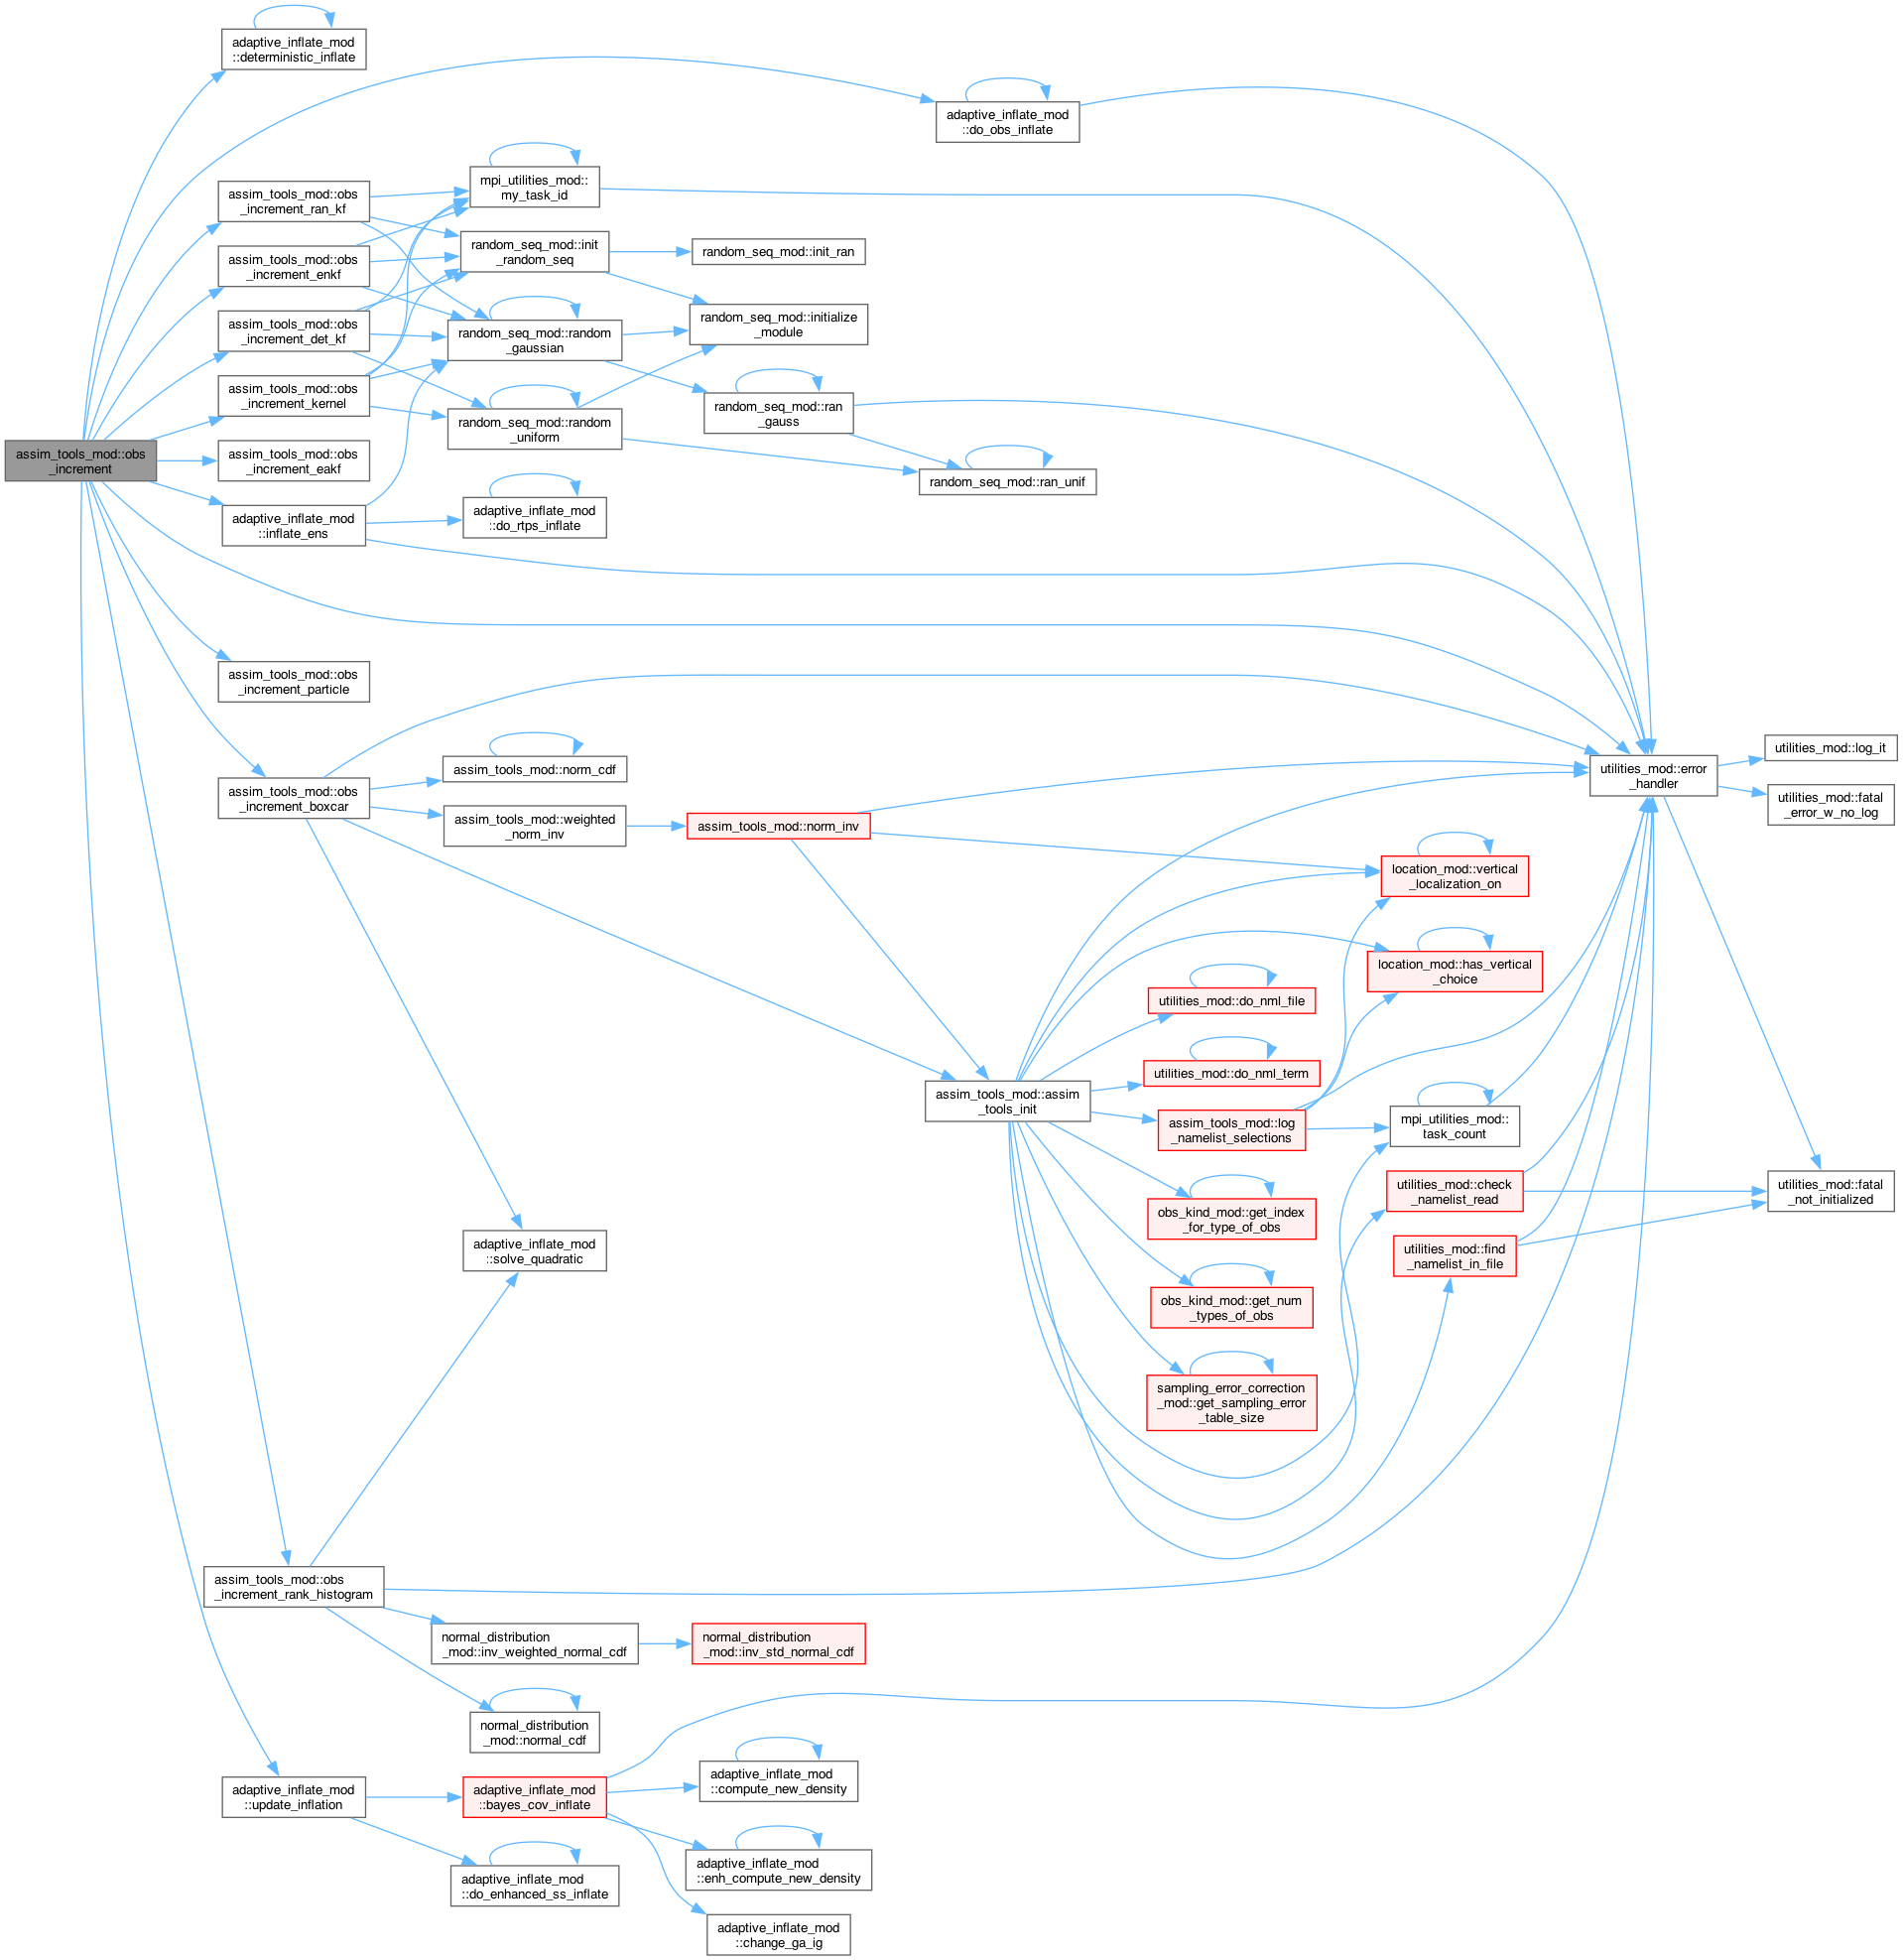 adaptive_inflate_mod
::deterministic_inflate
adaptive_inflate_mod
::do_obs_inflate
mpi_utilities_mod::
my_task_id
assim_tools_mod::obs
_increment_ran_kf
random_seq_mod::init
_random_seq
random_seq_mod::init_ran
assim_tools_mod::obs
_increment_enkf
random_seq_mod::initialize
_module
assim_tools_mod::obs
_increment_det_kf
random_seq_mod::random
_gaussian
assim_tools_mod::obs
_increment_kernel
random_seq_mod::ran
_gauss
random_seq_mod::random
_uniform
assim_tools_mod::obs
_increment
assim_tools_mod::obs
_increment_eakf
random_seq_mod::ran_unif
adaptive_inflate_mod
::do_rtps_inflate
adaptive_inflate_mod
::inflate_ens
assim_tools_mod::obs
_increment_particle
utilities_mod::log_it
assim_tools_mod::norm_cdf
utilities_mod::error
_handler
assim_tools_mod::obs
_increment_boxcar
utilities_mod::fatal
_error_w_no_log
assim_tools_mod::weighted
_norm_inv
assim_tools_mod::norm_inv
location_mod::vertical
_localization_on
location_mod::has_vertical
_choice
utilities_mod::do_nml_file
utilities_mod::do_nml_term
assim_tools_mod::assim
_tools_init
assim_tools_mod::log
_namelist_selections
mpi_utilities_mod::
task_count
utilities_mod::check
_namelist_read
utilities_mod::fatal
_not_initialized
obs_kind_mod::get_index
_for_type_of_obs
adaptive_inflate_mod
::solve_quadratic
utilities_mod::find
_namelist_in_file
obs_kind_mod::get_num
_types_of_obs
sampling_error_correction
_mod::get_sampling_error
_table_size
assim_tools_mod::obs
_increment_rank_histogram
normal_distribution
_mod::inv_weighted_normal_cdf
normal_distribution
_mod::inv_std_normal_cdf
normal_distribution
_mod::normal_cdf
adaptive_inflate_mod
::compute_new_density
adaptive_inflate_mod
::update_inflation
adaptive_inflate_mod
::bayes_cov_inflate
adaptive_inflate_mod
::enh_compute_new_density
adaptive_inflate_mod
::do_enhanced_ss_inflate
adaptive_inflate_mod
::change_ga_ig